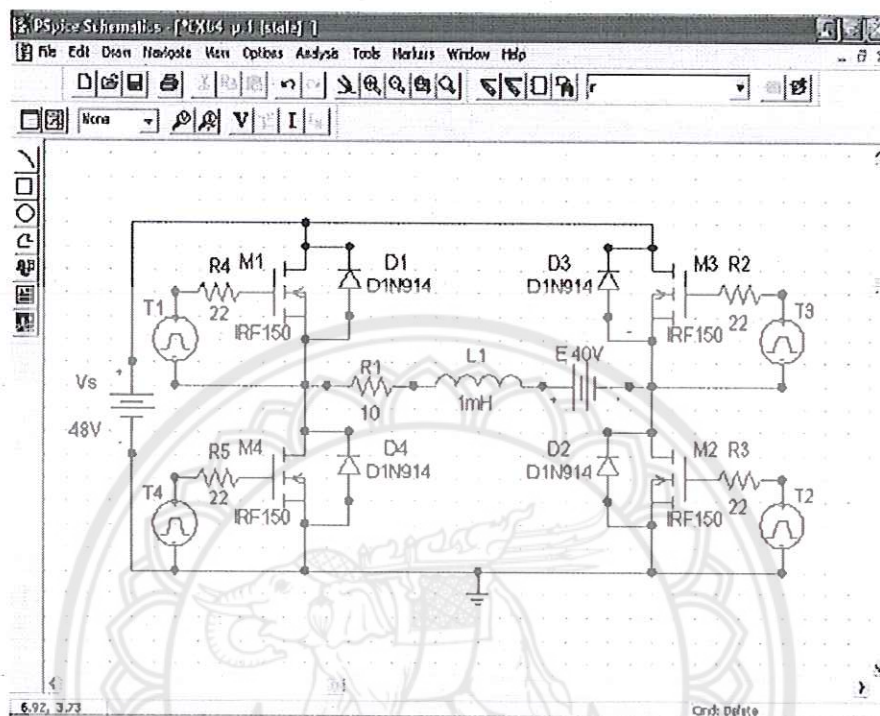 PSpice Schematics - [*EX04 p.1 (stale) ]
File Edit Draw Navigate View Options Analysis Tools Markers Window Help
r
None V I
R4 M1 D1 D3 M3 R2
T1 D1N914 D1N914 T3
22 IRF150 IRF150 22
R1 L1 E 40V
Vs 10 1mH
48V
R5 M4 D4 D2 M2 R3
T4 D1N914 D1N914 T2
22 IRF150 IRF150 22
6.92, 3.73 Cmd: Delete